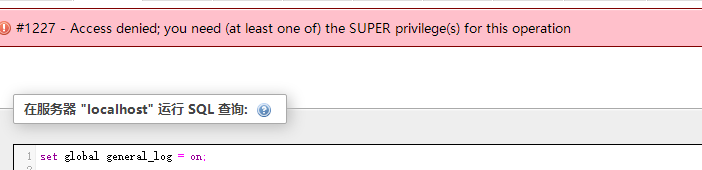 #1227 - Access denied; you need (at least one of) the SUPER privilege(s) for this operation
在服务器 "localhost" 运行 SQL 查询:
1 set global general_log = on;
2